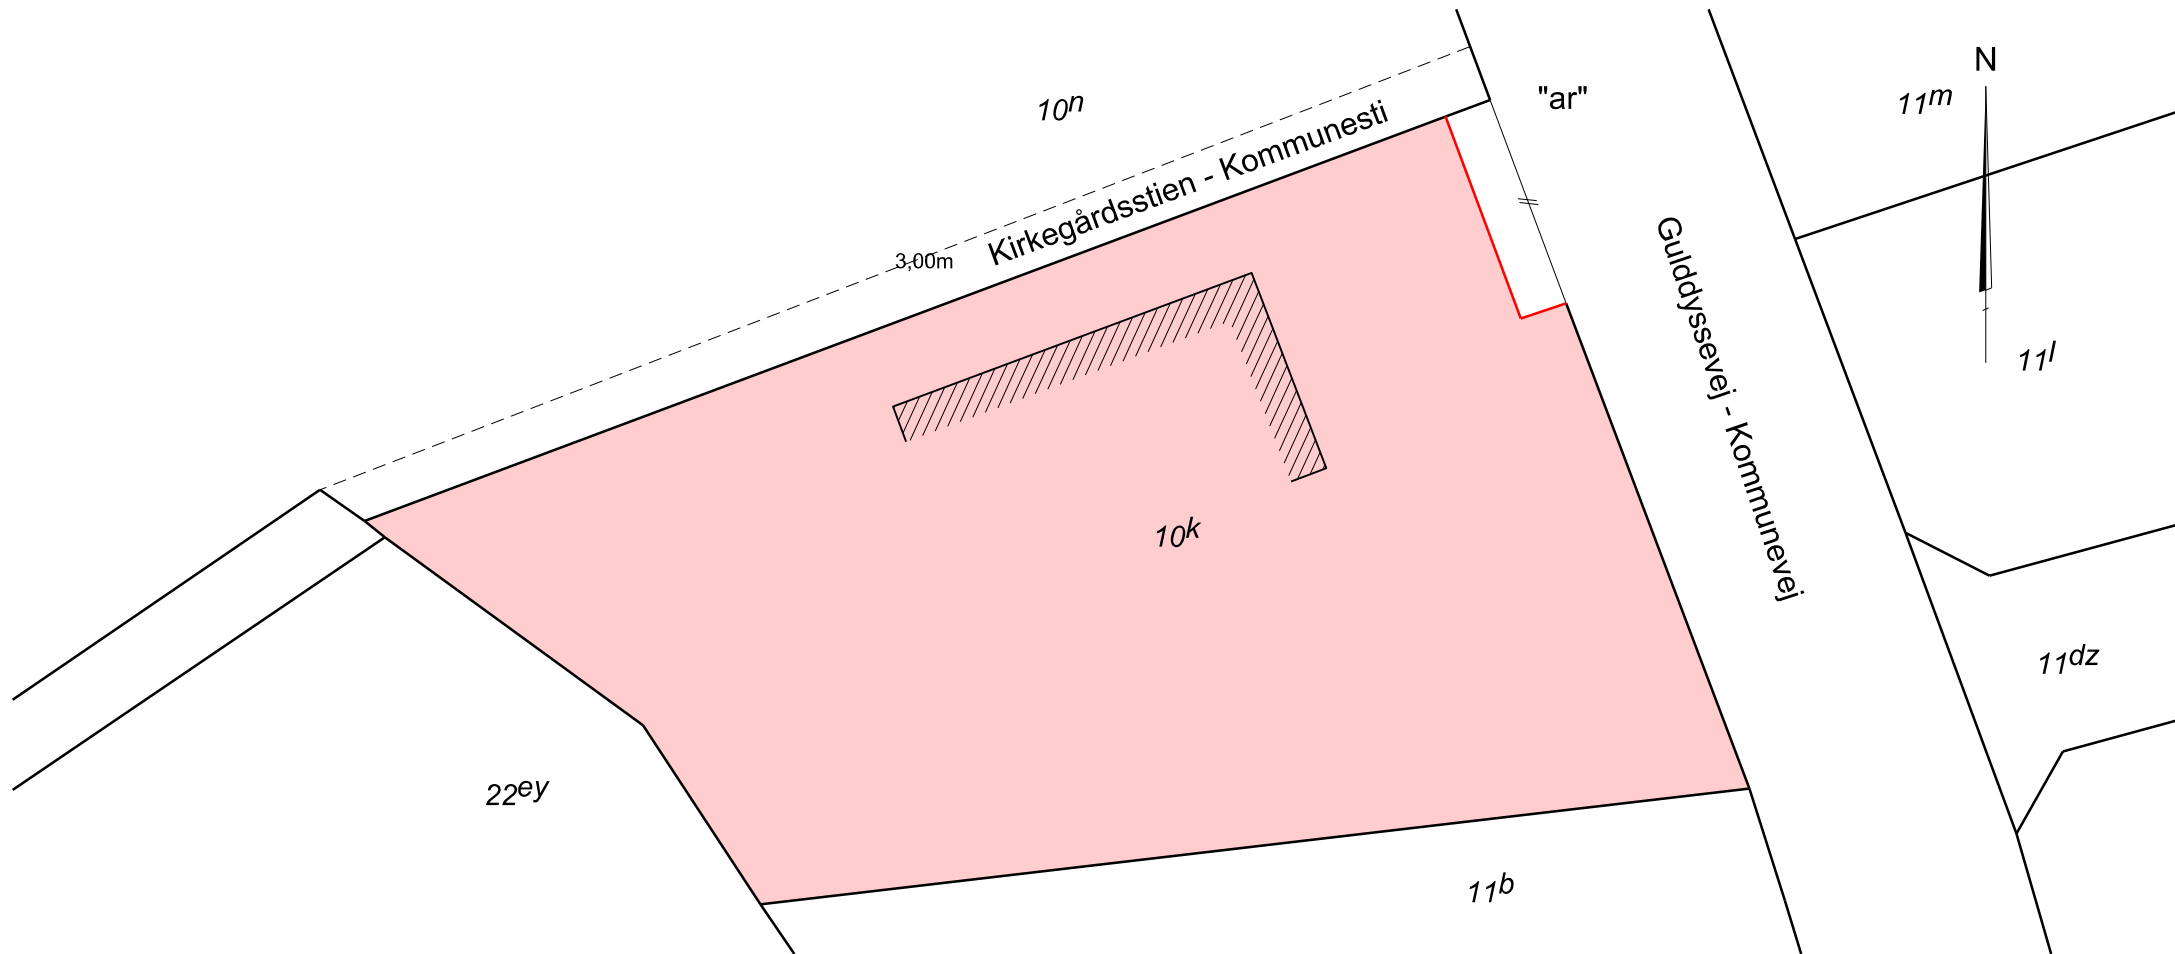 N
"ar"
11m
10n
Kirkegårdsstien - Kommunesti
3,00m
Gulddyssevej - Kommunevej
11l
10k
11dz
22ey
11b